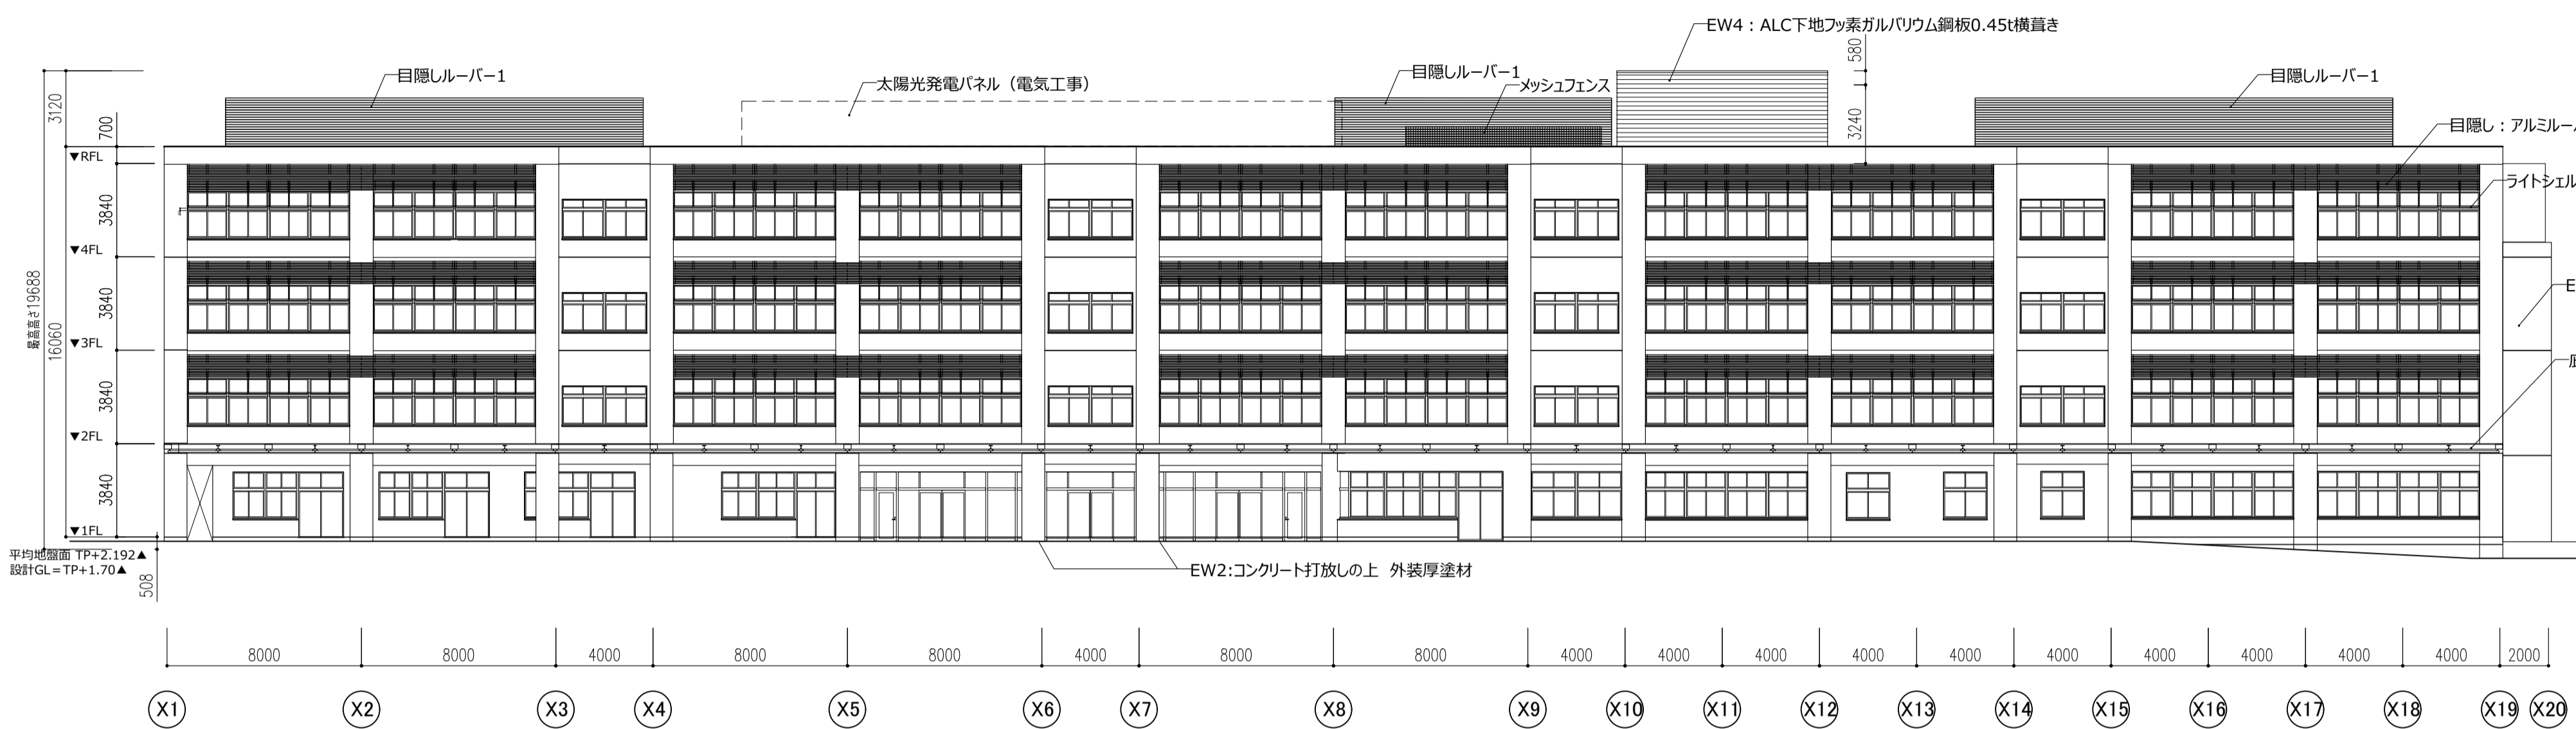 EW4：ALC下地フッ素ガルバリウム鋼板0.45t横葺き
目隠しルーバー1
太陽光発電パネル（電気工事）
目隠しルーバー1
メッシュフェンス
目隠しルーバー1
580
3240
3120
700
目隠し：アルミルー
ライトシェル
▼RFL
3840
▼4FL
3840
▼3FL
3840
▼2FL
3840
▼1FL
最高高さ19688
16060
E
平均地盤面 TP+2.192▲
設計GL=TP+1.70▲
508
EW2:コンクリート打放しの上　外装厚塗材
8000 8000 4000 8000 8000 4000 8000 8000 4000 4000 4000 4000 4000 4000 4000 4000 4000 4000 2000
X1 X2 X3 X4 X5 X6 X7 X8 X9 X10 X11 X12 X13 X14 X15 X16 X17 X18 X19 X20